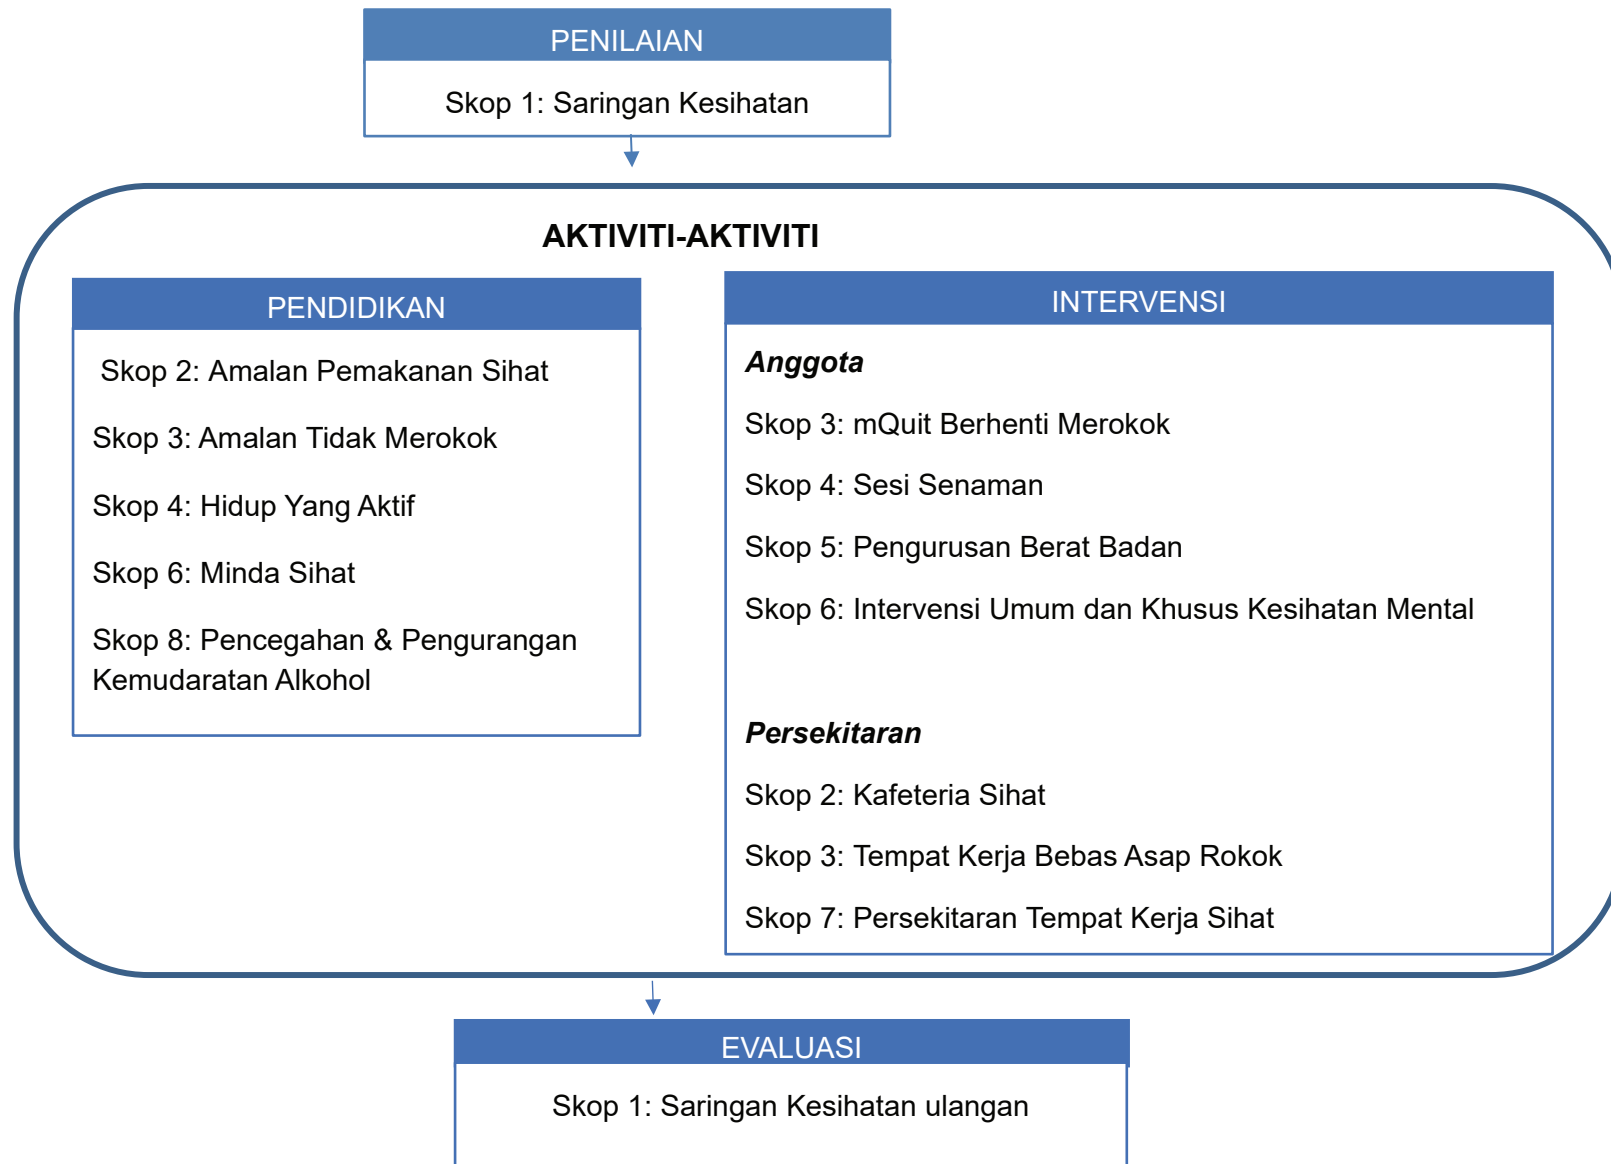 PENILAIAN
Skop 1: Saringan Kesihatan
AKTIVITI-AKTIVITI
PENDIDIKAN
Skop 2: Amalan Pemakanan Sihat
Skop 3: Amalan Tidak Merokok
Skop 4: Hidup Yang Aktif
Skop 6: Minda Sihat
Skop 8: Pencegahan & Pengurangan
Kemudaratan Alkohol
INTERVENSI
Anggota
Skop 3: mQuit Berhenti Merokok
Skop 4: Sesi Senaman
Skop 5: Pengurusan Berat Badan
Skop 6: Intervensi Umum dan Khusus Kesihatan Mental
Persekitaran
Skop 2: Kafeteria Sihat
Skop 3: Tempat Kerja Bebas Asap Rokok
Skop 7: Persekitaran Tempat Kerja Sihat
EVALUASI
Skop 1: Saringan Kesihatan ulangan